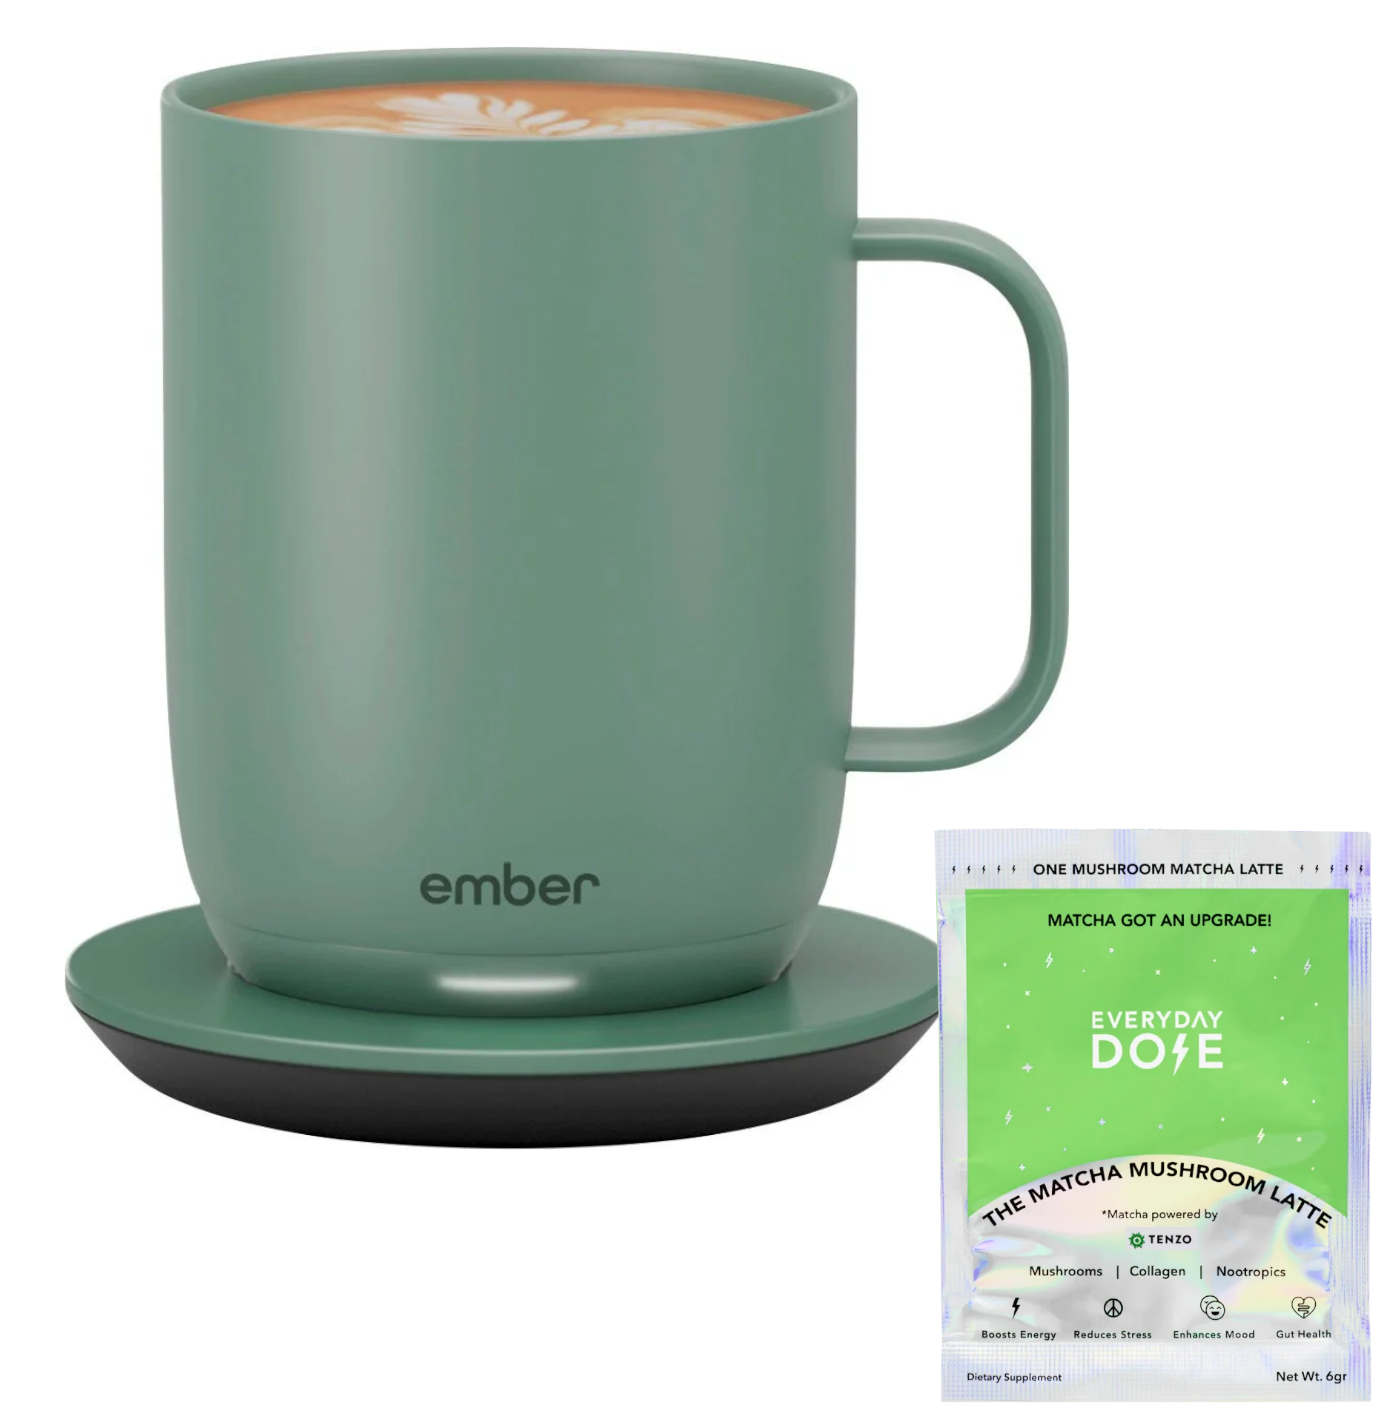 ember
ONE MUSHROOM MATCHA LATTE
MATCHA GOT AN UPGRADE!
EVERYDAY
DOSE
THE MATCHA MUSHROOM LATTE
*Matcha powered by
TENZO
Mushrooms | Collagen | Nootropics
Boosts Energy Reduces Stress Enhances Mood Gut Health
Dietary Supplement Net Wt. 6gr